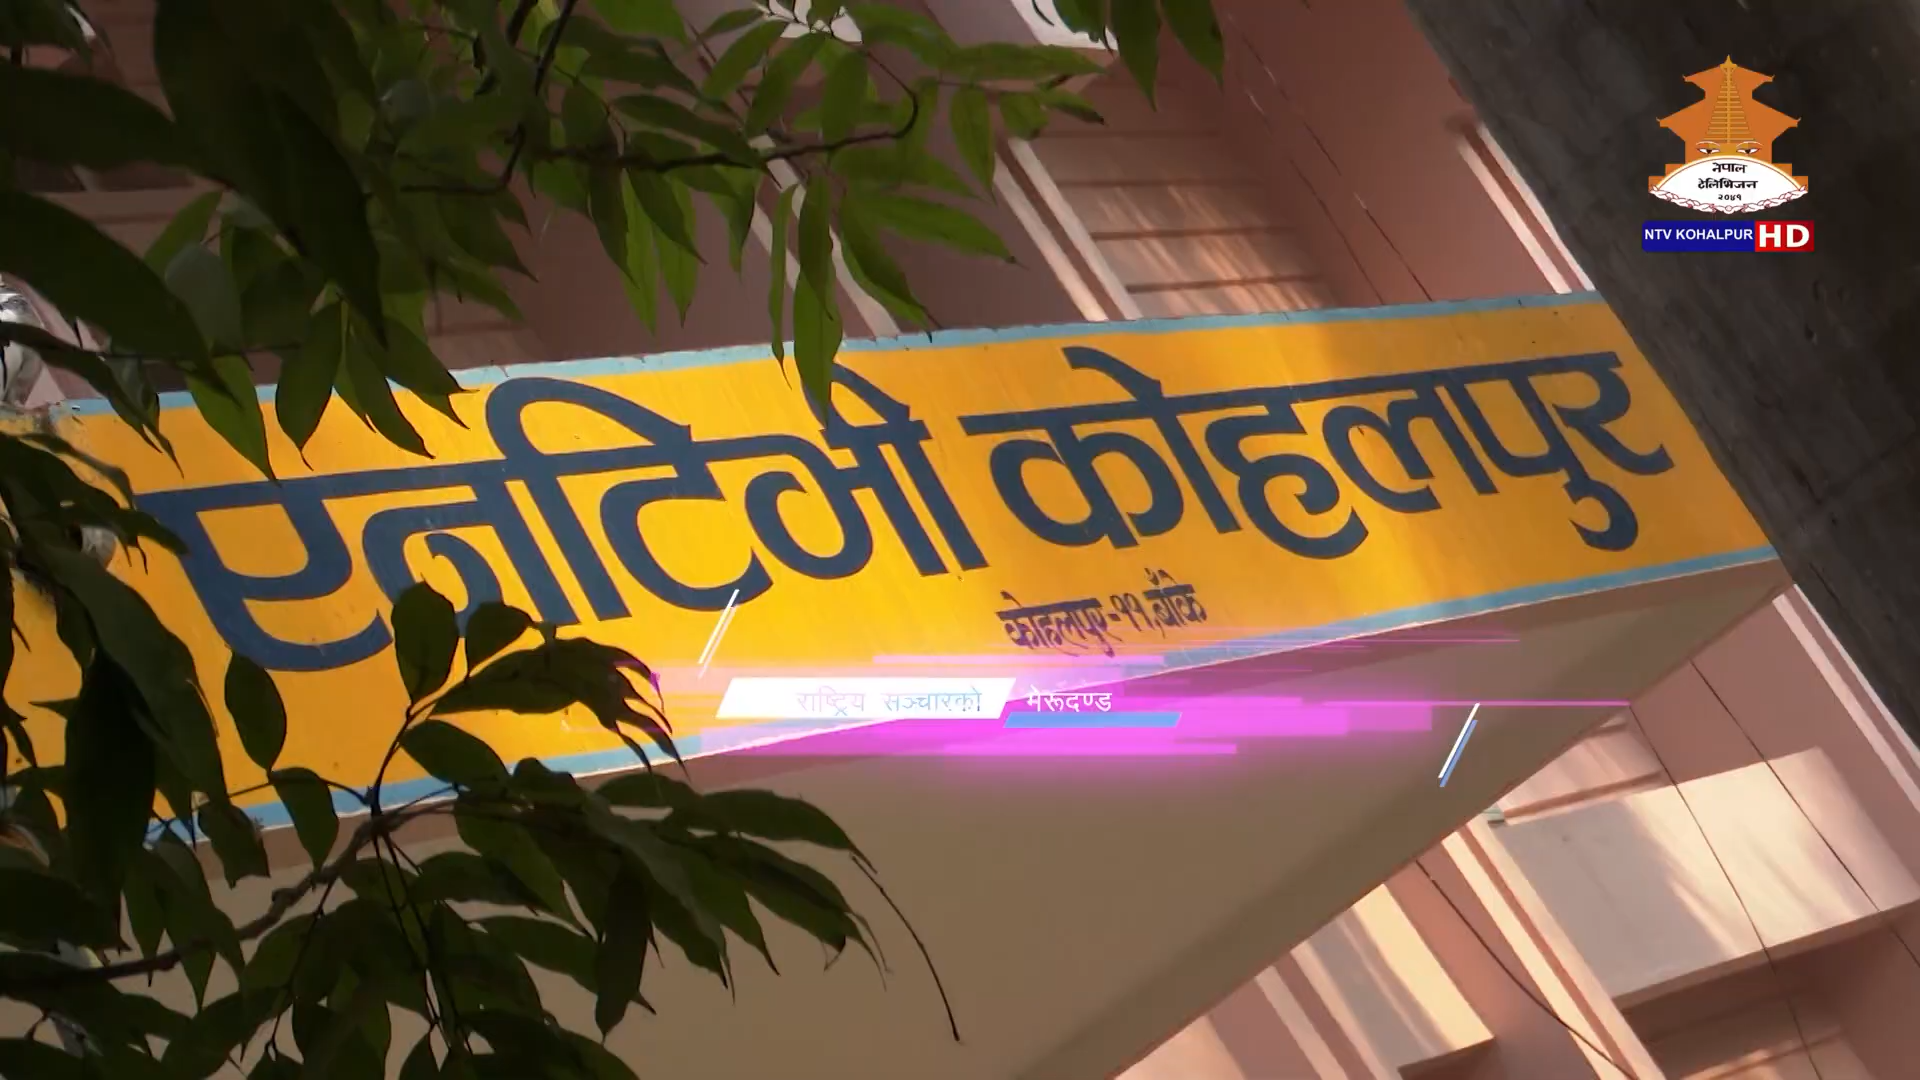 नेपाल
टेलिभिजन
२०४१
NTV KOHALPUR HD
एनटिभी कोहलपुर
कोहलपुर-११,बाँके
राष्ट्रिय सञ्चारको मेरूदण्ड